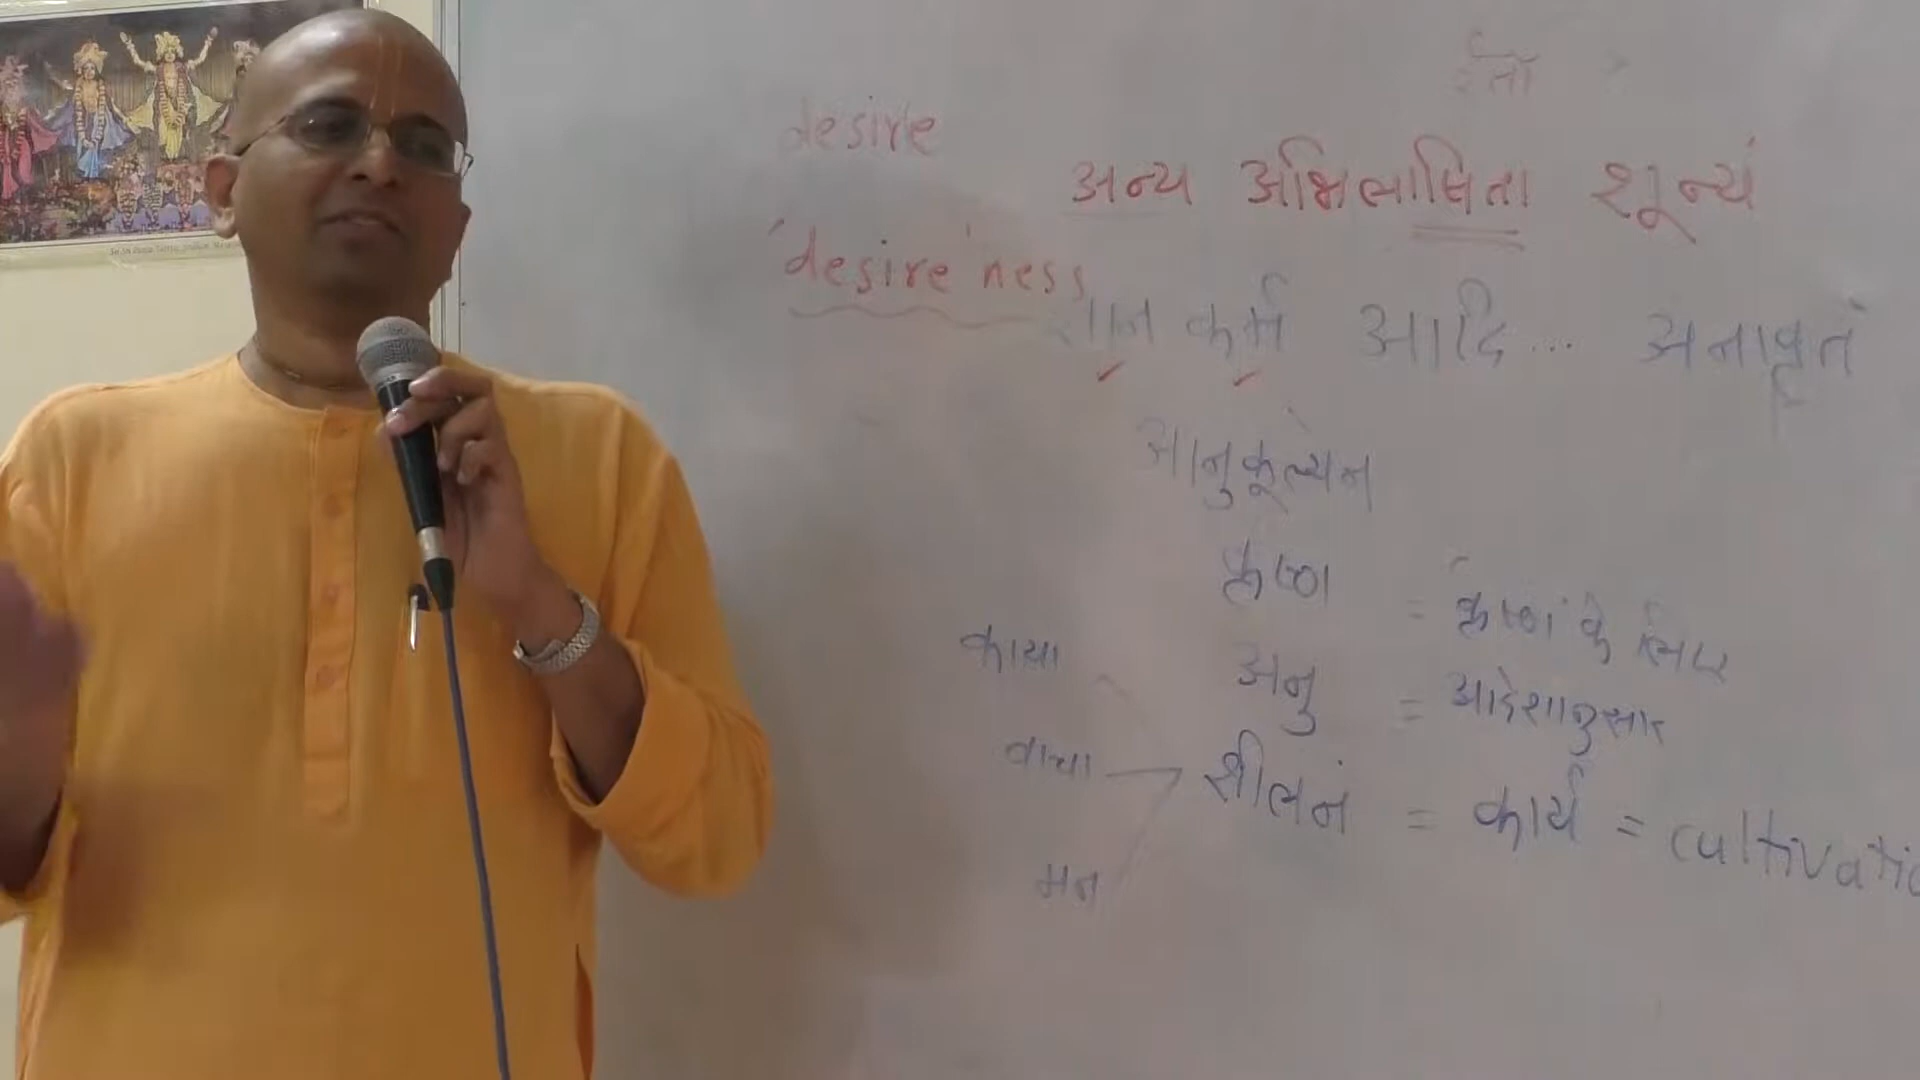 desire
अन्य अभिलाषिता शून्यं
'desire'ness
ज्ञान कर्म आदि... अनावृतं
आनुकूल्येन
कृष्ण = कृष्ण के लिए
काया
अनु = आदेशानुसार
वाचा
शीलनं = कार्य = cultivatio
मन